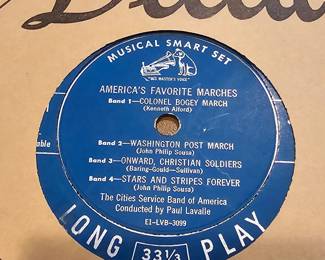 MUSICAL SMART SET
"HIS MASTER'S VOICE"
AMERICA'S FAVORITE MARCHES
Band 1—COLONEL BOGEY MARCH
(Kenneth Alford)
Band 2—WASHINGTON POST MARCH
(John Philip Sousa)
Band 3—ONWARD, CHRISTIAN SOLDIERS
(Baring-Gould—Sullivan)
Band 4—STARS AND STRIPES FOREVER
(John Philip Sousa)
The Cities Service Band of America
Conducted by Paul Lavalle
E1-LVB-3099
LONG 33⅓ PLAY